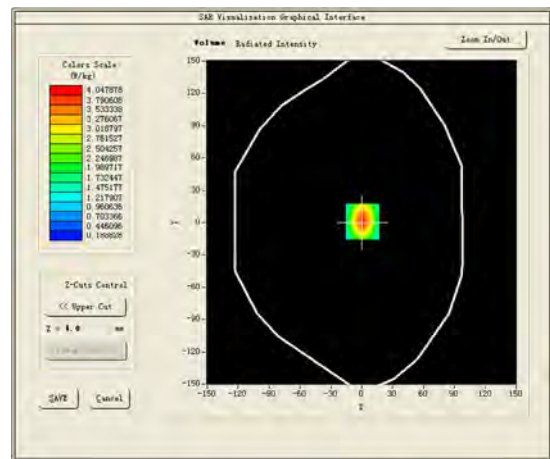 SAR Visualisation Graphical Interface
Volume Radiated Intensity
Zoom In/Out
Colors Scale
(W/kg)
4.047878
3.790608
3.533338
3.276067
3.018797
2.761527
2.504257
2.246987
1.989717
1.732447
1.475177
1.217907
0.960636
0.703366
0.446096
0.188826
Z-Cuts Control
<< Upper Cut
Z = 4.0 mm
SAVE
Cancel
150
120
90
60
30
0
-30
-60
-90
-120
-150
Y
-150 -120 -90 -60 -30 0 30 60 90 120 150
X